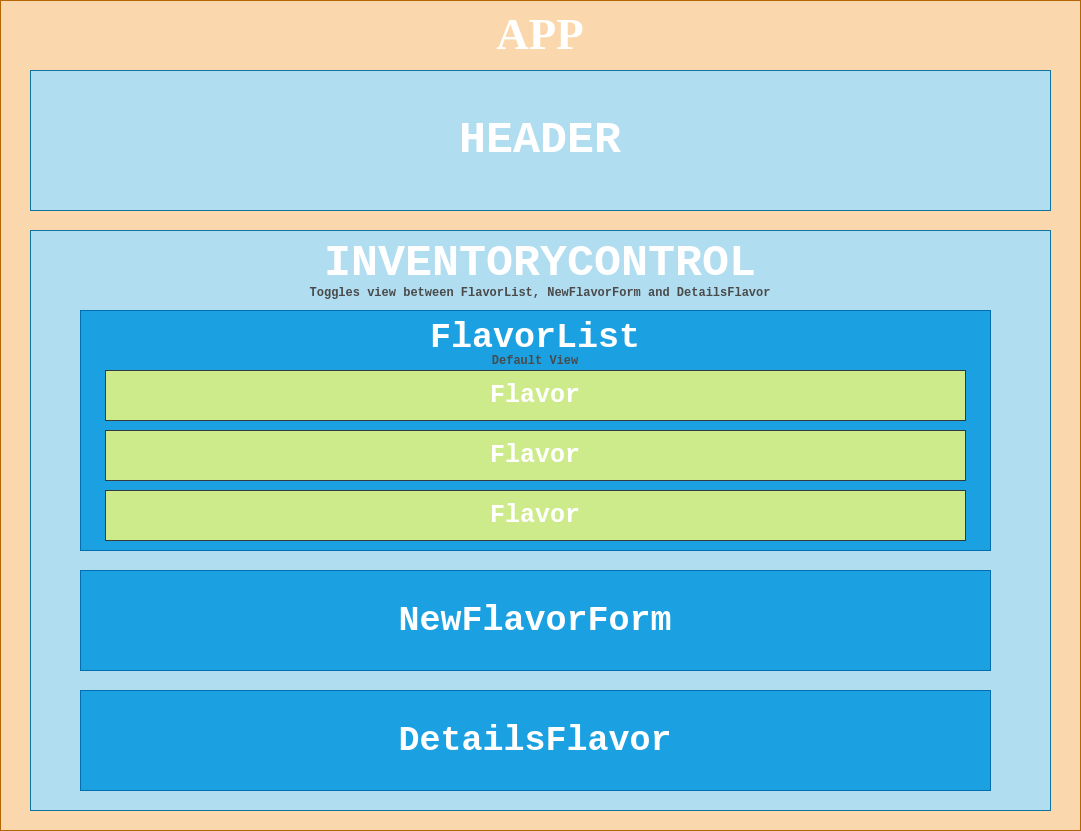 APP
HEADER
INVENTORYCONTROL
Toggles view between FlavorList, NewFlavorForm and DetailsFlavor
FlavorList
Default View
Flavor
Flavor
Flavor
NewFlavorForm
DetailsFlavor